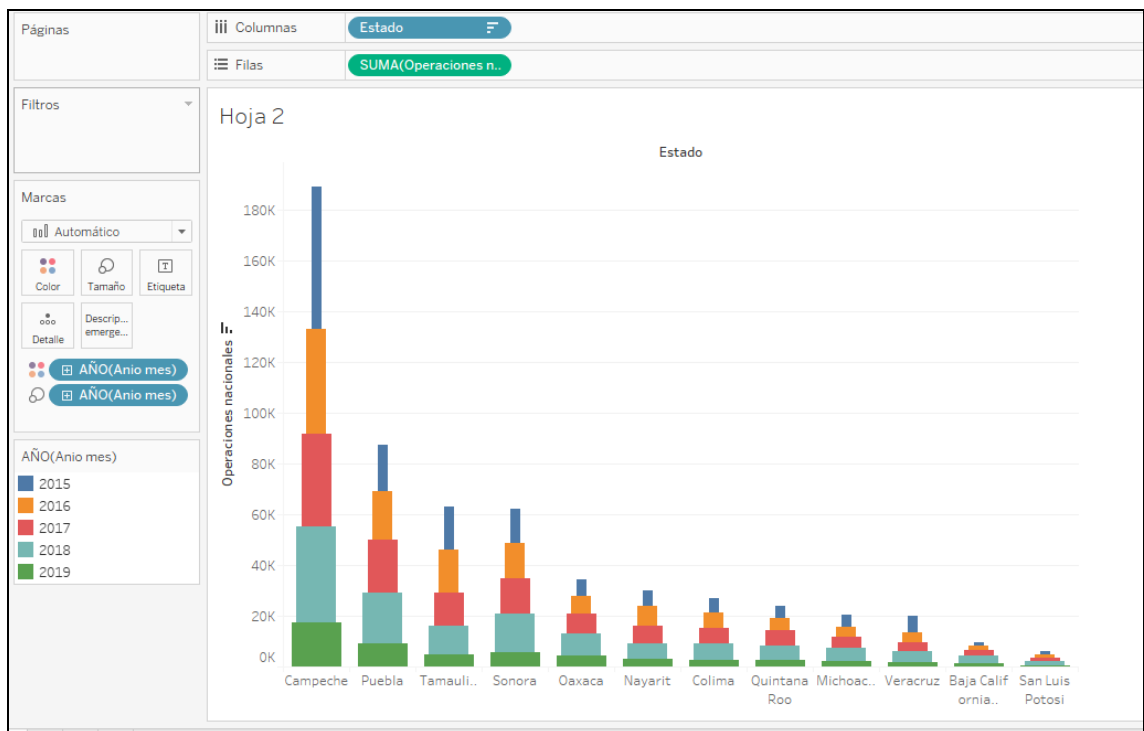 Páginas
Columnas
Estado
Filas
SUMA(Operaciones n..
Filtros
Hoja 2
Estado
Marcas
Automático
Color
Tamaño
Etiqueta
Detalle
Descrip...
emerge...
AÑO(Anio mes)
AÑO(Anio mes)
AÑO(Anio mes)
2015
2016
2017
2018
2019
Operaciones nacionales
180K
160K
140K
120K
100K
80K
60K
40K
20K
0K
Campeche
Puebla
Tamauli..
Sonora
Oaxaca
Nayarit
Colima
Quintana
Roo
Michoac..
Veracruz
Baja Calif
ornia..
San Luis
Potosí